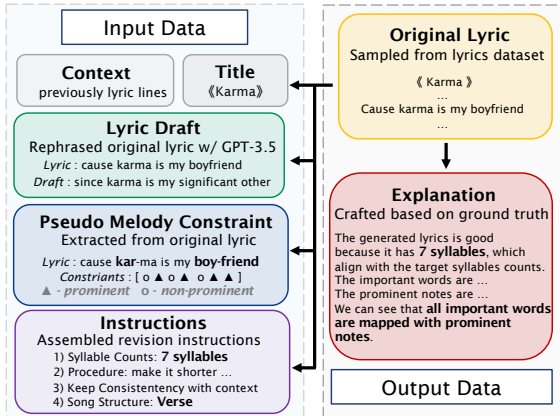 Input Data
Context
previously lyric lines
Title
《Karma》
Lyric Draft
Rephrased original lyric w/ GPT-3.5
Lyric : cause karma is my boyfriend
Draft : since karma is my significant other
Pseudo Melody Constraint
Extracted from original lyric
Lyric : cause kar-ma is my boy-friend
Constriants : [ o ▲ o ▲ o ▲ ▲ ]
▲ - prominent o - non-prominent
Instructions
Assembled revision instructions
1) Syllable Counts: 7 syllables
2) Procedure: make it shorter ...
3) Keep Consistentency with context
4) Song Structure: Verse
Original Lyric
Sampled from lyrics dataset
《 Karma 》
...
Cause karma is my boyfriend
...
Explanation
Crafted based on ground truth
The generated lyrics is good
because it has 7 syllables, which
align with the target syllables counts.
The important words are ...
The prominent notes are ...
We can see that all important words
are mapped with prominent
notes.
Output Data